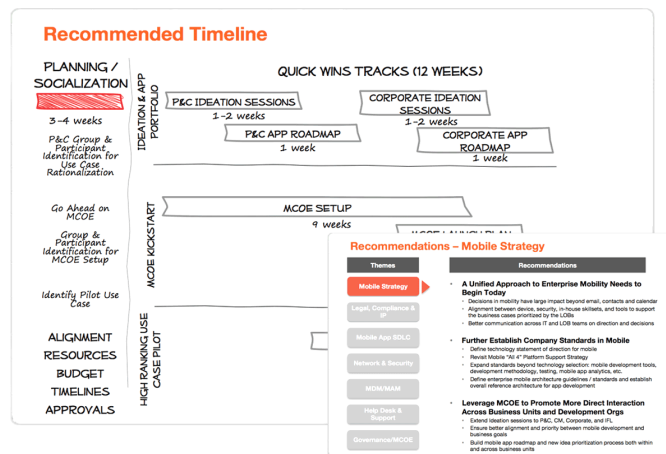 Recommended Timeline
PLANNING /
SOCIALIZATION
3-4 weeks
P&C Group &
Participant
Identification for
Use Case
Rationalization
Go Ahead on
MCOE
Group &
Participant
Identification for
MCOE Setup
Identify Pilot Use
Case
ALIGNMENT
RESOURCES
BUDGET
TIMELINES
APPROVALS
QUICK WINS TRACKS (12 WEEKS)
IDEATION & APP
PORTFOLIO
P&C IDEATION SESSIONS
1-2 weeks
P&C APP ROADMAP
1 week
CORPORATE IDEATION
SESSIONS
1-2 weeks
CORPORATE APP
ROADMAP
1 week
MCOE KICKSTART
MCOE SETUP
9 weeks
MCOE LAUNCH PLAN
HIGH RANKING USE
CASE PILOT
Recommendations – Mobile Strategy
Themes
Mobile Strategy
Legal, Compliance &
IP
Mobile App SDLC
Network & Security
MDM/MAM
Help Desk &
Support
Governance/MCOE
Recommendations
• A Unified Approach to Enterprise Mobility Needs to
Begin Today
• Decisions in mobility have large impact beyond email, contacts and calendar
• Alignment between device, security, in-house skillsets, and tools to support
the business cases prioritized by the LOBs
• Better communication across IT and LOB teams on direction and decisions
• Further Establish Company Standards in Mobile
• Define technology statement of direction for mobile
• Revisit Mobile "All 4" Platform Support Strategy
• Expand standards beyond technology selection: mobile development tools,
development methodology, testing, mobile app analytics, etc.
• Define enterprise mobile architecture guidelines / standards and establish
overall reference architecture for app development
• Leverage MCOE to Promote More Direct Interaction
Across Business Units and Development Orgs
• Extend Ideation sessions to P&C, CM, Corporate, and IFL
• Ensure better alignment and priority between mobile development and
business goals
• Build mobile app roadmap and new idea prioritization process both within
and across business units